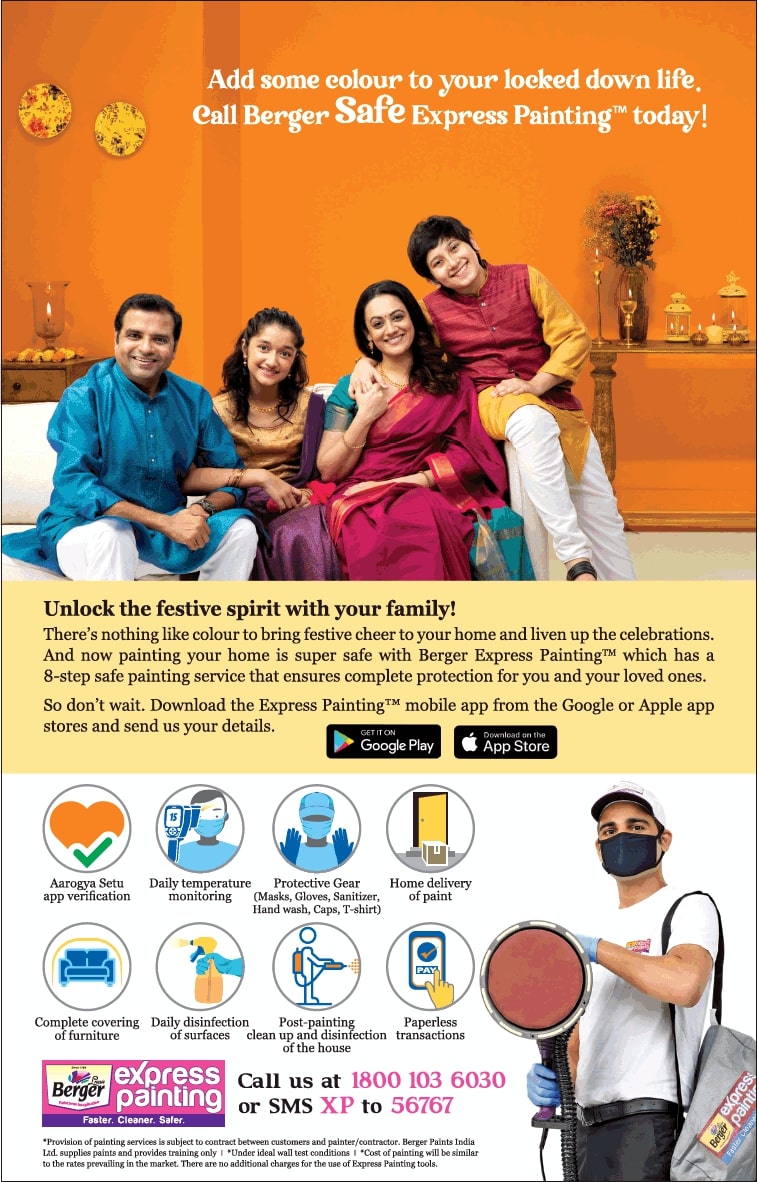 Add some colour to your locked down life.
Call Berger Safe Express Painting™ today!
Unlock the festive spirit with your family!
There's nothing like colour to bring festive cheer to your home and liven up the celebrations.
And now painting your home is super safe with Berger Express Painting™ which has a
8-step safe painting service that ensures complete protection for you and your loved ones.
So don't wait. Download the Express Painting™ mobile app from the Google or Apple app
stores and send us your details.
GET IT ON
Google Play
Download on the
App Store
15
Aarogya Setu
app verification
Daily temperature
monitoring
Protective Gear
(Masks, Gloves, Sanitizer,
Hand wash, Caps, T-shirt)
Home delivery
of paint
PAY
Complete covering
of furniture
Daily disinfection
of surfaces
Post-painting
clean up and disinfection
of the house
Paperless
transactions
Berger
express
painting
Faster. Cleaner. Safer.
Call us at 1800 103 6030
or SMS XP to 56767
Berger
express
painting
Faster. Cleaner
*Provision of painting services is subject to contract between customers and painter/contractor. Berger Paints India
Ltd. supplies paints and provides training only | *Under ideal wall test conditions | *Cost of painting will be similar
to the rates prevailing in the market. There are no additional charges for the use of Express Painting tools.